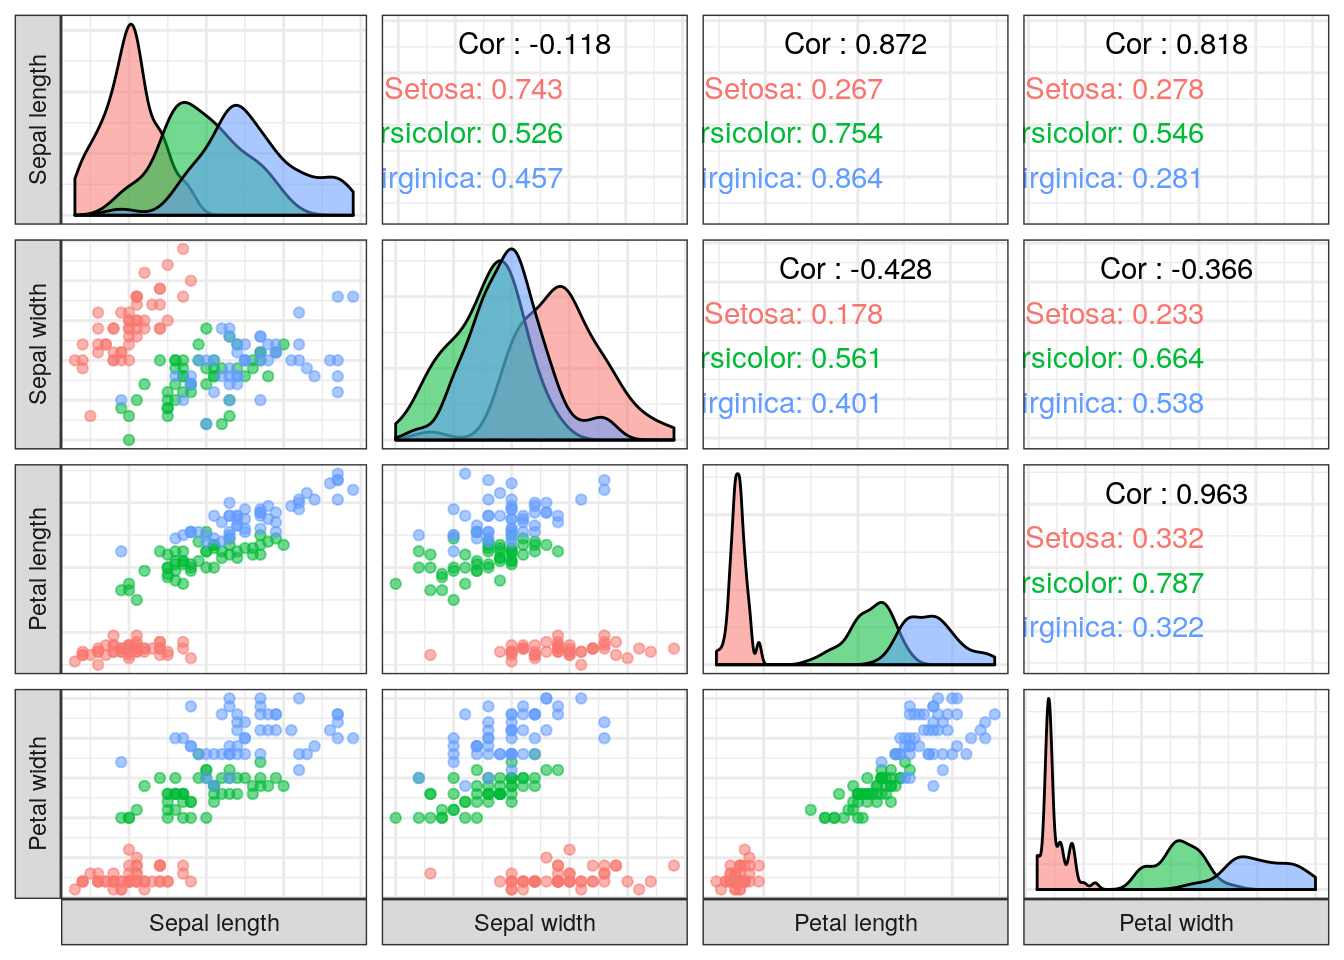 Sepal length
Cor : -0.118
Setosa: 0.743
rsicolor: 0.526
irginica: 0.457
Cor : 0.872
Setosa: 0.267
rsicolor: 0.754
irginica: 0.864
Cor : 0.818
Setosa: 0.278
rsicolor: 0.546
irginica: 0.281
Sepal width
Cor : -0.428
Setosa: 0.178
rsicolor: 0.561
irginica: 0.401
Cor : -0.366
Setosa: 0.233
rsicolor: 0.664
irginica: 0.538
Petal length
Cor : 0.963
Setosa: 0.332
rsicolor: 0.787
irginica: 0.322
Petal width
Sepal length
Sepal width
Petal length
Petal width